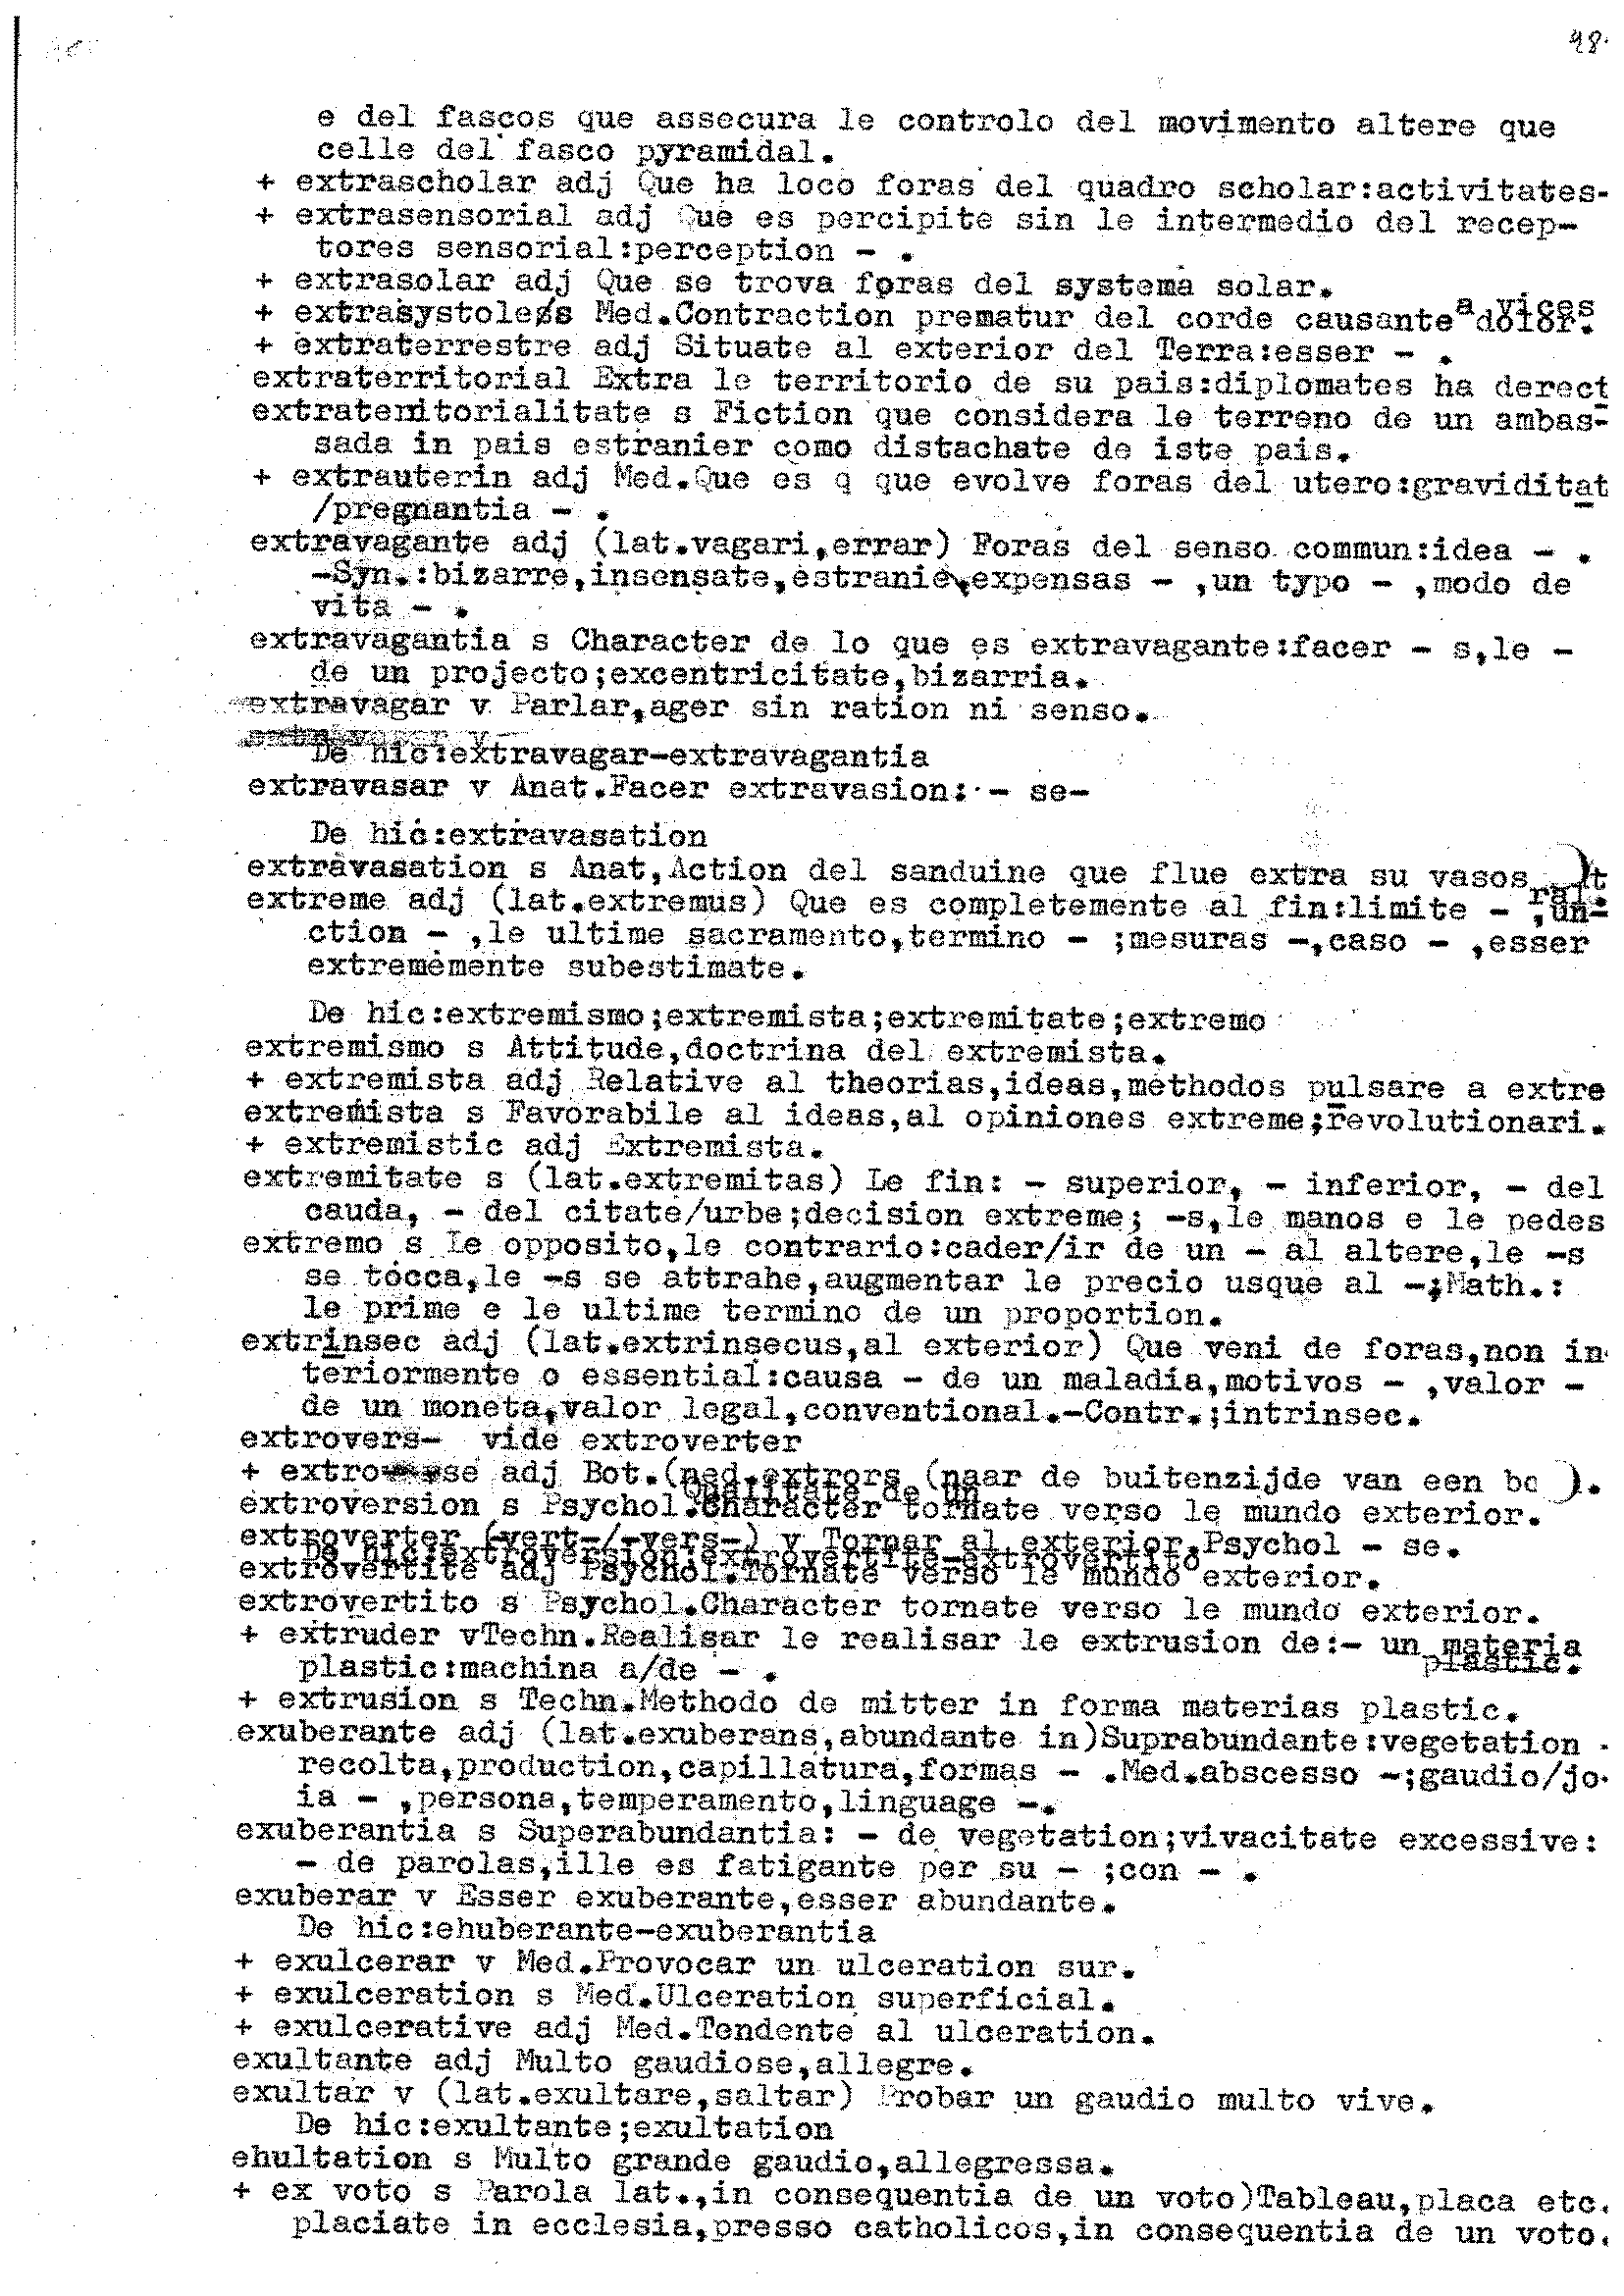 48.
e del fascos que assecura le controlo del movimento altere que
celle del fasco pyramidal.
+ extrascholar adj Que ha loco foras del quadro scholar:activitates-
+ extrasensorial adj Que es percipite sin le intermedio del recep-
tores sensorial:perception - .
+ extrasolar adj Que se trova foras del systema solar.
+ extrasystole s Med.Contraction prematur del corde causante a vices dolor.
+ extraterrestre adj Situate al exterior del Terra:esser - .
extraterritorial Extra le territorio de su pais:diplomates ha derect
extraterritorialitate s Fiction que considera le terreno de un ambas-
sada in pais estranier como distachate de iste pais.
+ extrauterin adj Med.Que es q que evolve foras del utero:graviditat
/pregnantia - .
extravagante adj (lat.vagari,errar) Foras del senso commun:idea - .
-Syn.:bizarre,insensate,estranie,expensas - ,un typo - ,modo de
vita - .
extravagantia s Character de lo que es extravagante:facer - s,le -
de un projecto;excentricitate,bizarria.
extravagar v Parlar,ager sin ration ni senso.
De hic:extravagar-extravagantia
extravasar v Anat.Facer extravasion: - se-
De hic:extravasation
extravasation s Anat,Action del sanduine que flue extra su vasos
extreme adj (lat.extremus) Que es completemente al fin:limite - ,un-
ction - ,le ultime sacramento,termino - ;mesuras -,caso - ,esser
extrememente subestimate.
De hic:extremismo;extremista;extremitate;extremo
extremismo s Attitude,doctrina del extremista.
+ extremista adj Relative al theorias,ideas,methodos pulsare a extre
extremista s Favorabile al ideas,al opiniones extreme;revolutionari.
+ extremistic adj Extremista.
extremitate s (lat.extremitas) Le fin: - superior, - inferior, - del
cauda, - del citate/urbe;decision extreme; -s,le manos e le pedes
extremo s Le opposito,le contrario:cader/ir de un - al altere,le -s
se tocca,le -s se attrahe,augmentar le precio usque al -;Math.:
le prime e le ultime termino de un proportion.
extrinsec adj (lat.extrinsecus,al exterior) Que veni de foras,non in
teriormente o essential:causa - de un maladia,motivos - ,valor -
de un moneta,valor legal,conventional.-Contr.;intrinsec.
extrovers- vide extroverter
+ extrorse adj Bot.(ned.extrors (naar de buitenzijde van een bo ).
extroversion s Psychol.Qualitate de un Character tornate verso le mundo exterior.
extroverter (-vert-/-vers-) v Tornar al exterior.Psychol - se.
De hic:extroversion;extrovertite-extrovertito
extrovertite adj Psychol.Tornate verso le mundo exterior.
extrovertito s Psychol.Character tornate verso le mundo exterior.
+ extruder vTechn.Realisar le realisar le extrusion de:- un materia
plastic.
plastic:machina a/de - .
+ extrusion s Techn.Methodo de mitter in forma materias plastic.
exuberante adj (lat.exuberans,abundante in)Suprabundante:vegetation -
recolta,production,capillatura,formas - .Med.abscesso -;gaudio/jo-
ia - ,persona,temperamento,linguage -.
exuberantia s Superabundantia: - de vegetation;vivacitate excessive:
- de parolas,ille es fatigante per su - ;con - .
exuberar v Esser exuberante,esser abundante.
De hic:ehuberante-exuberantia
+ exulcerar v Med.Provocar un ulceration sur.
+ exulceration s Med.Ulceration superficial.
+ exulcerative adj Med.Tendente al ulceration.
exultante adj Multo gaudiose,allegre.
exultar v (lat.exultare,saltar) Probar un gaudio multo vive.
De hic:exultante;exultation
ehultation s Multo grande gaudio,allegressa.
+ ex voto s Parola lat.,in consequentia de un voto)Tableau,placa etc.
placiate in ecclesia,presso catholicos,in consequentia de un voto.